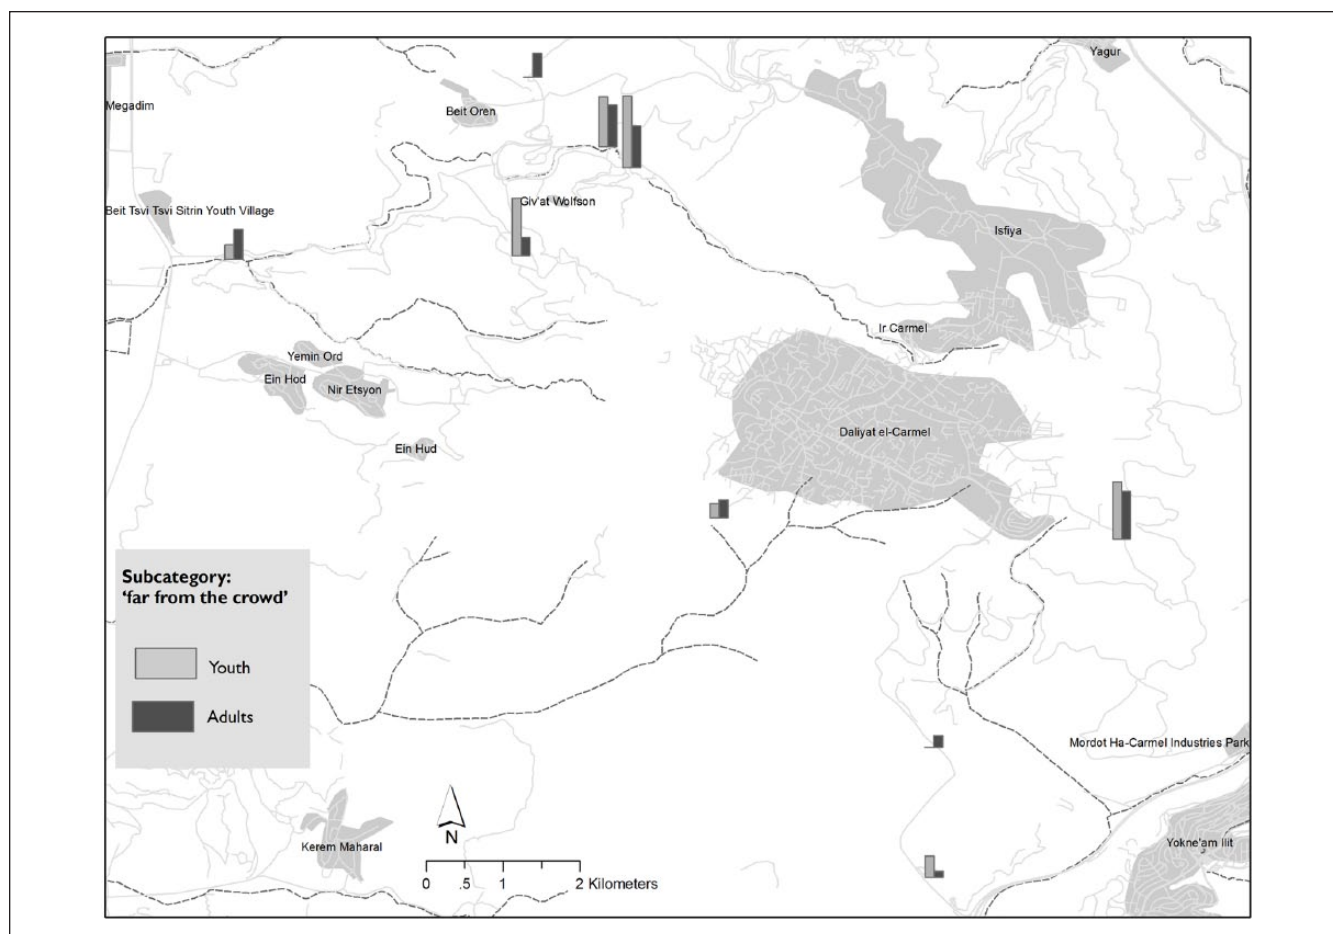 Yagur
Megadim
Beit Oren
Giv'at Wolfson
Beit Tsvi Tsvi Sitrin Youth Village
Isfiya
Ir Carmel
Yemin Ord
Ein Hod
Nir Etsyon
Daliyat el-Carmel
Ein Hud
Subcategory:
'far from the crowd'
Youth
Adults
Mordot Ha-Carmel Industries Park
N
Kerem Maharal
Yokne'am Ilit
0 .5 1 2 Kilometers